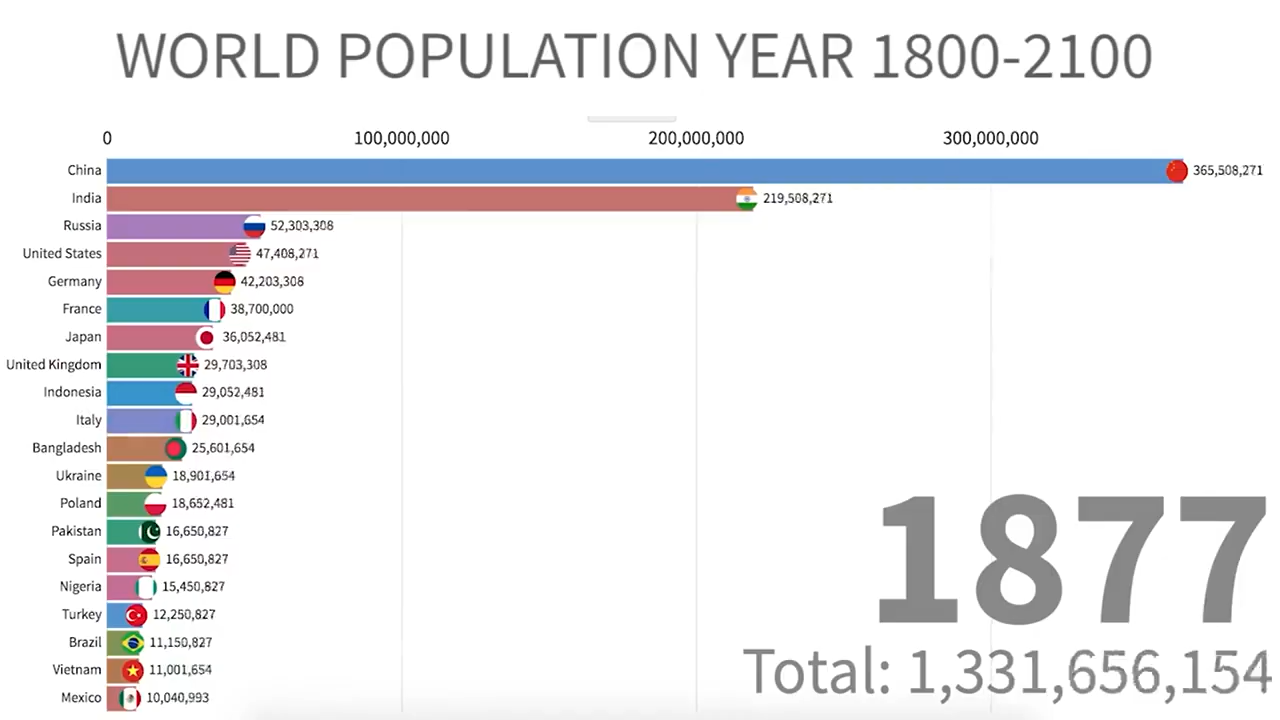 WORLD POPULATION YEAR 1800-2100
0 100,000,000 200,000,000 300,000,000
China 365,508,271
India 219,508,271
Russia 52,303,308
United States 47,408,271
Germany 42,203,308
France 38,700,000
Japan 36,052,481
United Kingdom 29,703,308
Indonesia 29,052,481
Italy 29,001,654
Bangladesh 25,601,654
Ukraine 18,901,654
Poland 18,652,481
Pakistan 16,650,827
Spain 16,650,827
Nigeria 15,450,827
Turkey 12,250,827
Brazil 11,150,827
Vietnam 11,001,654
Mexico 10,040,993
1877
Total: 1,331,656,154